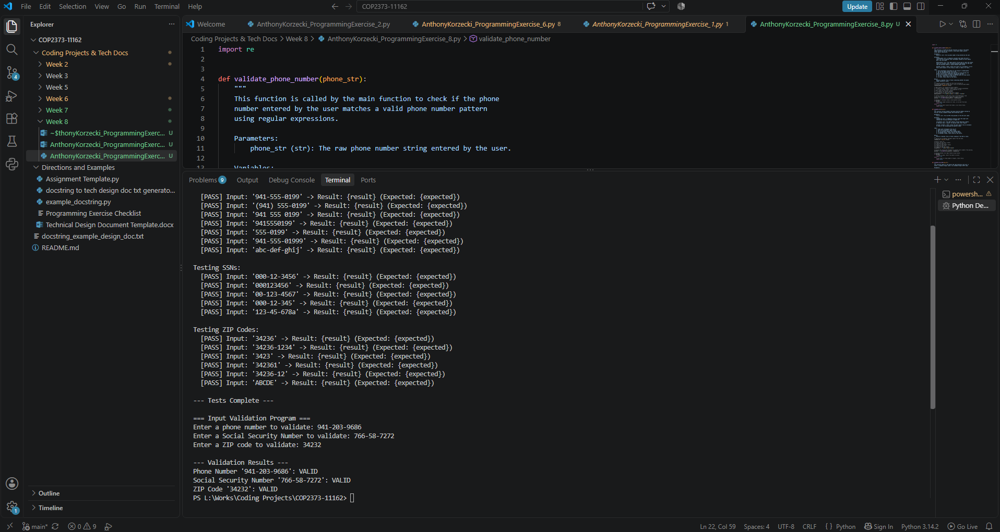 File Edit Selection View Go Run Terminal Help
COP2373-11162
Update
Explorer
COP2373-11162
Coding Projects & Tech Docs
Week 2
Week 3
Week 5
Week 6
Week 7
Week 8
~$thonyKorzecki_ProgrammingExerc... U
AnthonyKorzecki_ProgrammingExerc... U
AnthonyKorzecki_ProgrammingExerc... U
Directions and Examples
Assignment Template.py
docstring to tech design doc txt generato...
example_docstring.py
Programming Exercise Checklist
Technical Design Document Template.docx
docstring_example_design_doc.txt
README.md
Outline
Timeline
4
1
Welcome AnthonyKorzecki_ProgrammingExercise_2.py AnthonyKorzecki_ProgrammingExercise_6.py 8 AnthonyKorzecki_ProgrammingExercise_1.py 1 AnthonyKorzecki_ProgrammingExercise_8.py U
Coding Projects & Tech Docs > Week 8 > AnthonyKorzecki_ProgrammingExercise_8.py > validate_phone_number
1 import re
2
3
4 def validate_phone_number(phone_str):
5 """
6 This function is called by the main function to check if the phone
7 number entered by the user matches a valid phone number pattern
8 using regular expressions.
9
10 Parameters:
11 phone_str (str): The raw phone number string entered by the user.
12
13 Variables:
Problems 9 Output Debug Console Terminal Ports
[PASS] Input: '941-555-0199' -> Result: {result} (Expected: {expected})
[PASS] Input: '(941) 555-0199' -> Result: {result} (Expected: {expected})
[PASS] Input: '941 555 0199' -> Result: {result} (Expected: {expected})
[PASS] Input: '9415550199' -> Result: {result} (Expected: {expected})
[PASS] Input: '555-0199' -> Result: {result} (Expected: {expected})
[PASS] Input: '941-555-01999' -> Result: {result} (Expected: {expected})
[PASS] Input: 'abc-def-ghij' -> Result: {result} (Expected: {expected})
Testing SSNs:
[PASS] Input: '000-12-3456' -> Result: {result} (Expected: {expected})
[PASS] Input: '000123456' -> Result: {result} (Expected: {expected})
[PASS] Input: '00-123-4567' -> Result: {result} (Expected: {expected})
[PASS] Input: '000-12-345' -> Result: {result} (Expected: {expected})
[PASS] Input: '123-45-678a' -> Result: {result} (Expected: {expected})
Testing ZIP Codes:
[PASS] Input: '34236' -> Result: {result} (Expected: {expected})
[PASS] Input: '34236-1234' -> Result: {result} (Expected: {expected})
[PASS] Input: '3423' -> Result: {result} (Expected: {expected})
[PASS] Input: '342361' -> Result: {result} (Expected: {expected})
[PASS] Input: '34236-12' -> Result: {result} (Expected: {expected})
[PASS] Input: 'ABCDE' -> Result: {result} (Expected: {expected})
--- Tests Complete ---
=== Input Validation Program ===
Enter a phone number to validate: 941-203-9686
Enter a Social Security Number to validate: 766-58-7272
Enter a ZIP code to validate: 34232
--- Validation Results ---
Phone Number '941-203-9686': VALID
Social Security Number '766-58-7272': VALID
ZIP Code '34232': VALID
PS L:\Works\Coding Projects\COP2373-11162>
powersh...
Python De...
main* 0 9 Ln 22, Col 59 Spaces: 4 UTF-8 CRLF { } Python Sign In Python 3.14.2 Go Live